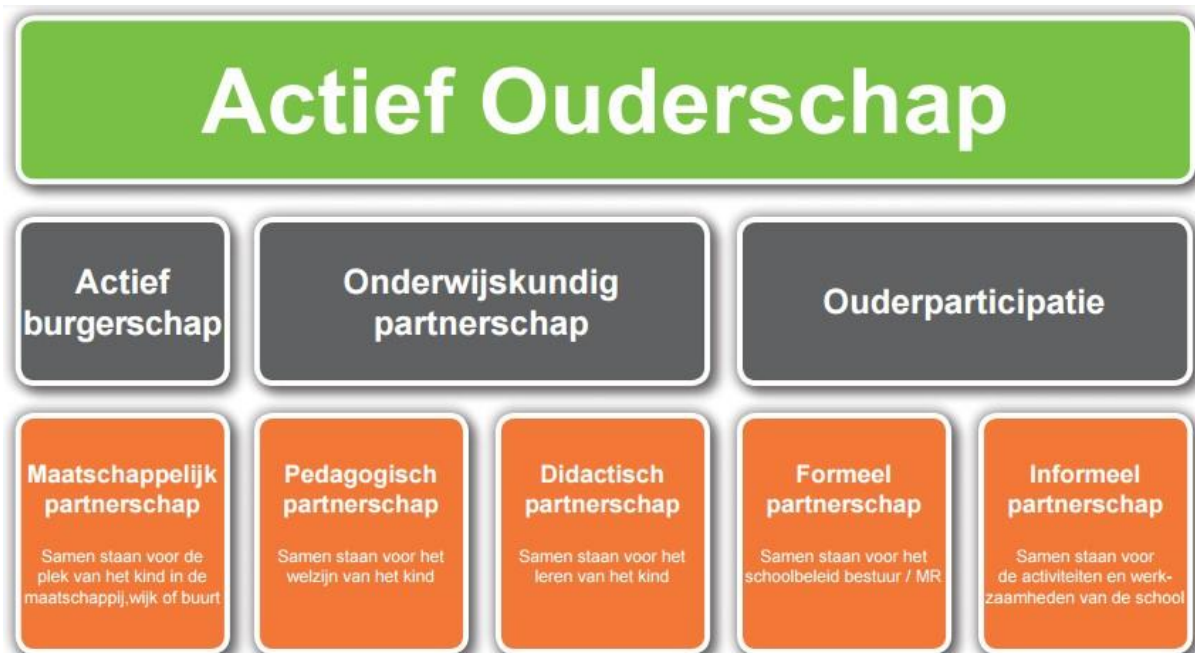 Actief Ouderschap
Actief
burgerschap
Onderwijskundig
partnerschap
Ouderparticipatie
Maatschappelijk
partnerschap
Samen staan voor de
plek van het kind in de
maatschappij,wijk of buurt
Pedagogisch
partnerschap
Samen staan voor het
welzijn van het kind
Didactisch
partnerschap
Samen staan voor het
leren van het kind
Formeel
partnerschap
Samen staan voor het
schoolbeleid bestuur / MR
Informeel
partnerschap
Samen staan voor
de activiteiten en werk-
zaamheden van de school